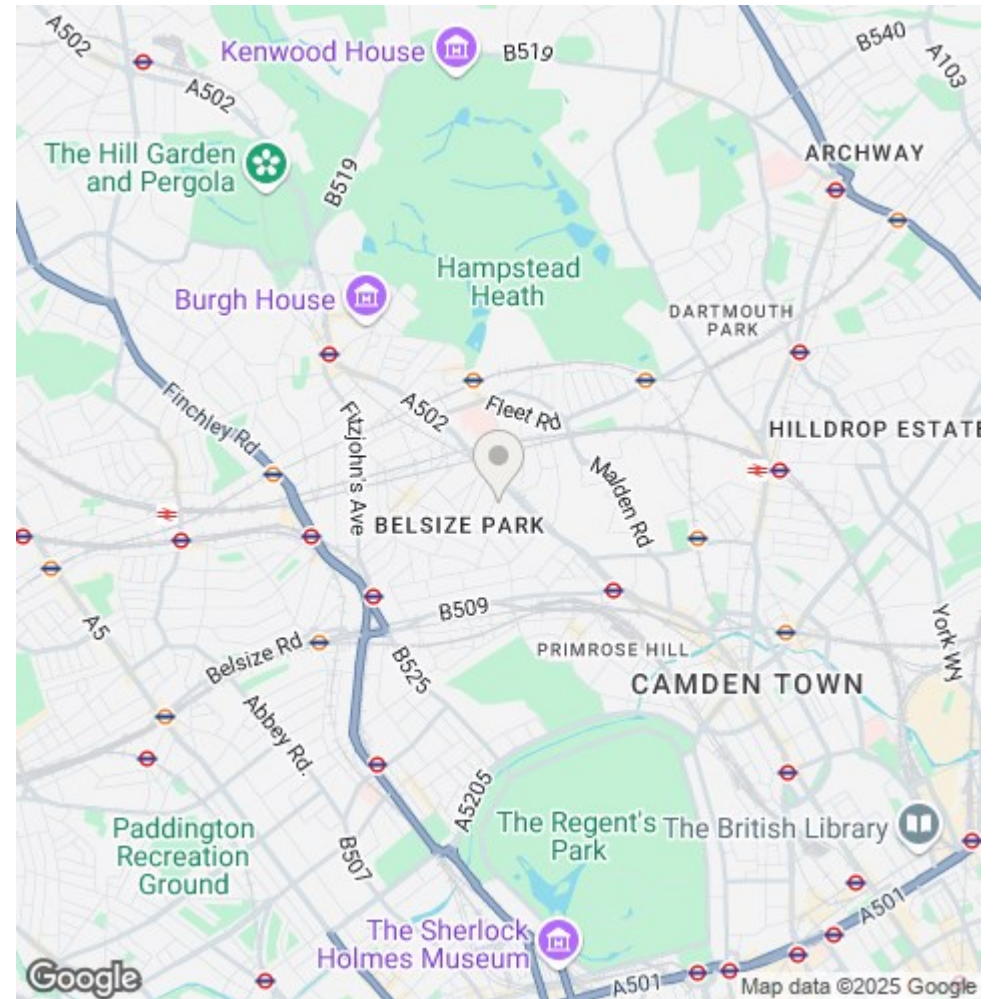 A502
Kenwood House
B519
B540
A103
A502
The Hill Garden
and Pergola
B519
ARCHWAY
Hampstead
Heath
Burgh House
DARTMOUTH
PARK
Finchley Rd
A502
Fleet Rd
Fitzjohn's Ave
HILLDROP ESTATE
Malden Rd
BELSIZE PARK
B509
A5
Belsize Rd
B525
PRIMROSE HILL
York Wy
CAMDEN TOWN
Abbey Rd.
A5205
The Regent's
Park
The British Library
Paddington
Recreation
Ground
B507
The Sherlock
Holmes Museum
A501
A501
Google
Map data ©2025 Google